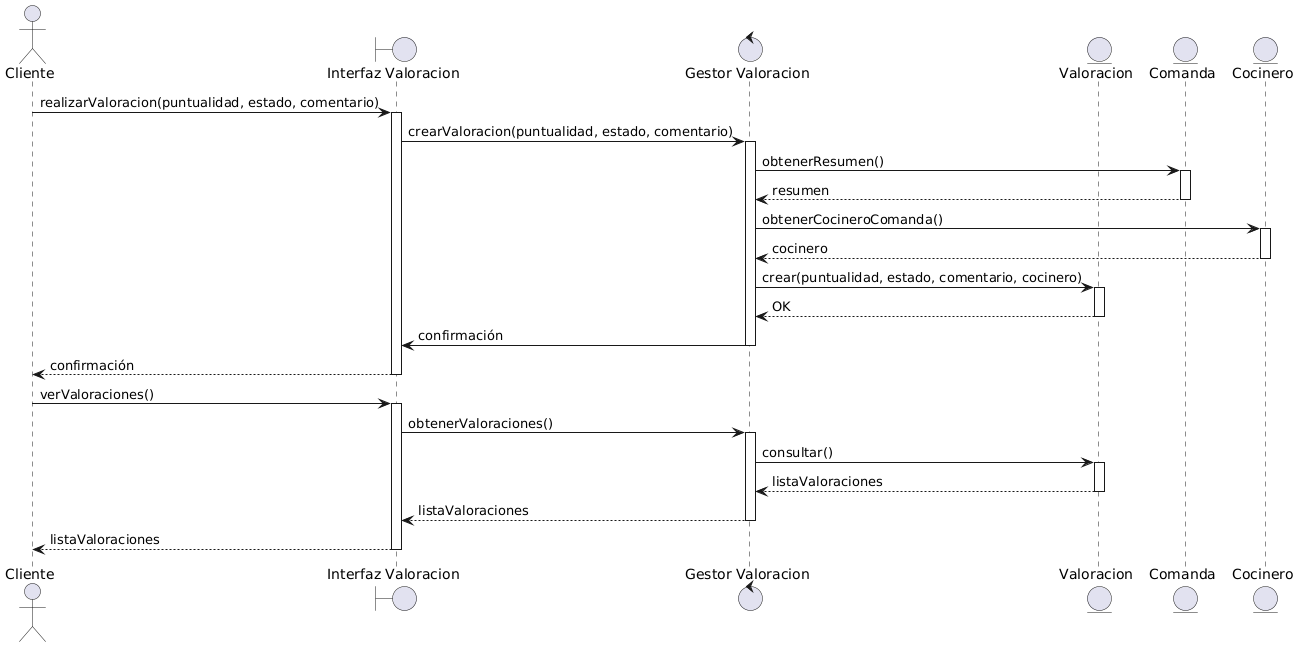 Cliente
Interfaz Valoracion
Gestor Valoracion
Valoracion
Comanda
Cocinero
realizarValoracion(puntualidad, estado, comentario)
crearValoracion(puntualidad, estado, comentario)
obtenerResumen()
resumen
obtenerCocineroComanda()
cocinero
crear(puntualidad, estado, comentario, cocinero)
OK
confirmación
confirmación
verValoraciones()
obtenerValoraciones()
consultar()
listaValoraciones
listaValoraciones
listaValoraciones
Cliente
Interfaz Valoracion
Gestor Valoracion
Valoracion
Comanda
Cocinero